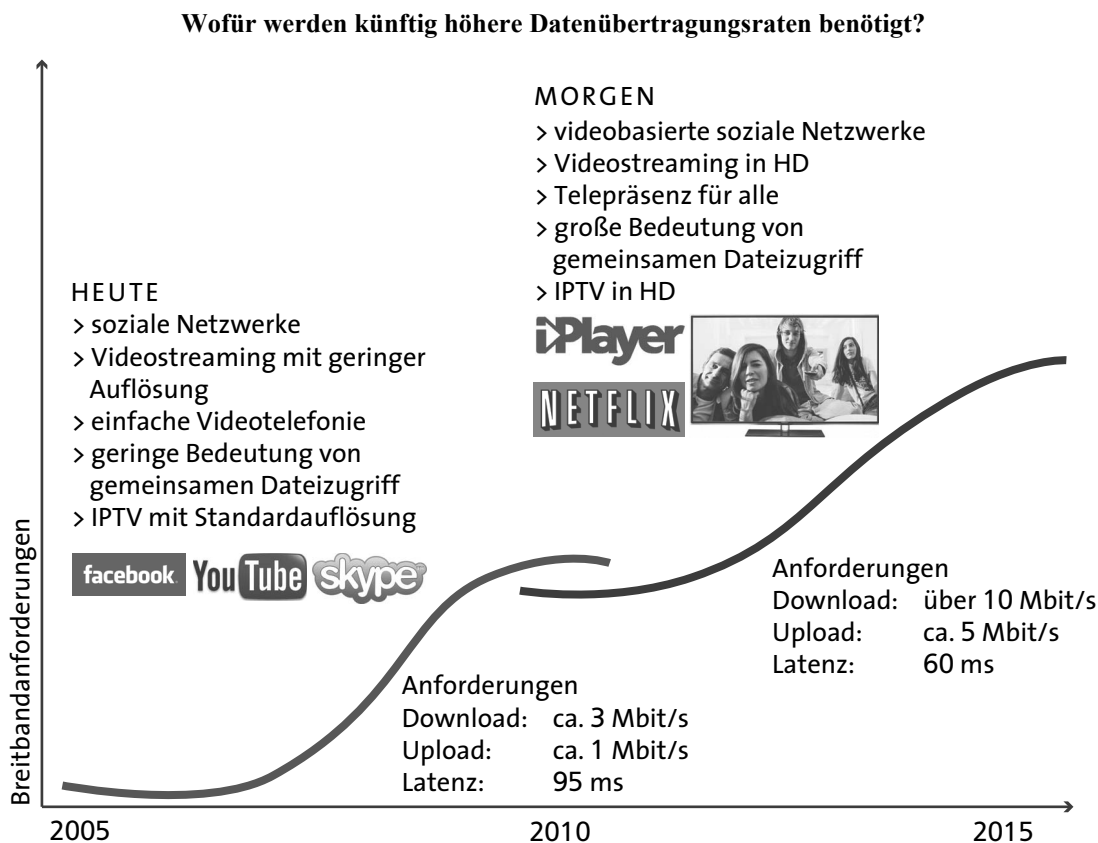 Wofür werden künftig höhere Datenübertragungsraten benötigt?
MORGEN
> videobasierte soziale Netzwerke
> Videostreaming in HD
> Telepräsenz für alle
> große Bedeutung von
gemeinsamen Dateizugriff
> IPTV in HD
iPlayer
NETFLIX
HEUTE
> soziale Netzwerke
> Videostreaming mit geringer
Auflösung
> einfache Videotelefonie
> geringe Bedeutung von
gemeinsamen Dateizugriff
> IPTV mit Standardauflösung
facebook YouTube skype
Breitbandanforderungen
Anforderungen
Download: über 10 Mbit/s
Upload: ca. 5 Mbit/s
Latenz: 60 ms
Anforderungen
Download: ca. 3 Mbit/s
Upload: ca. 1 Mbit/s
Latenz: 95 ms
2005 2010 2015